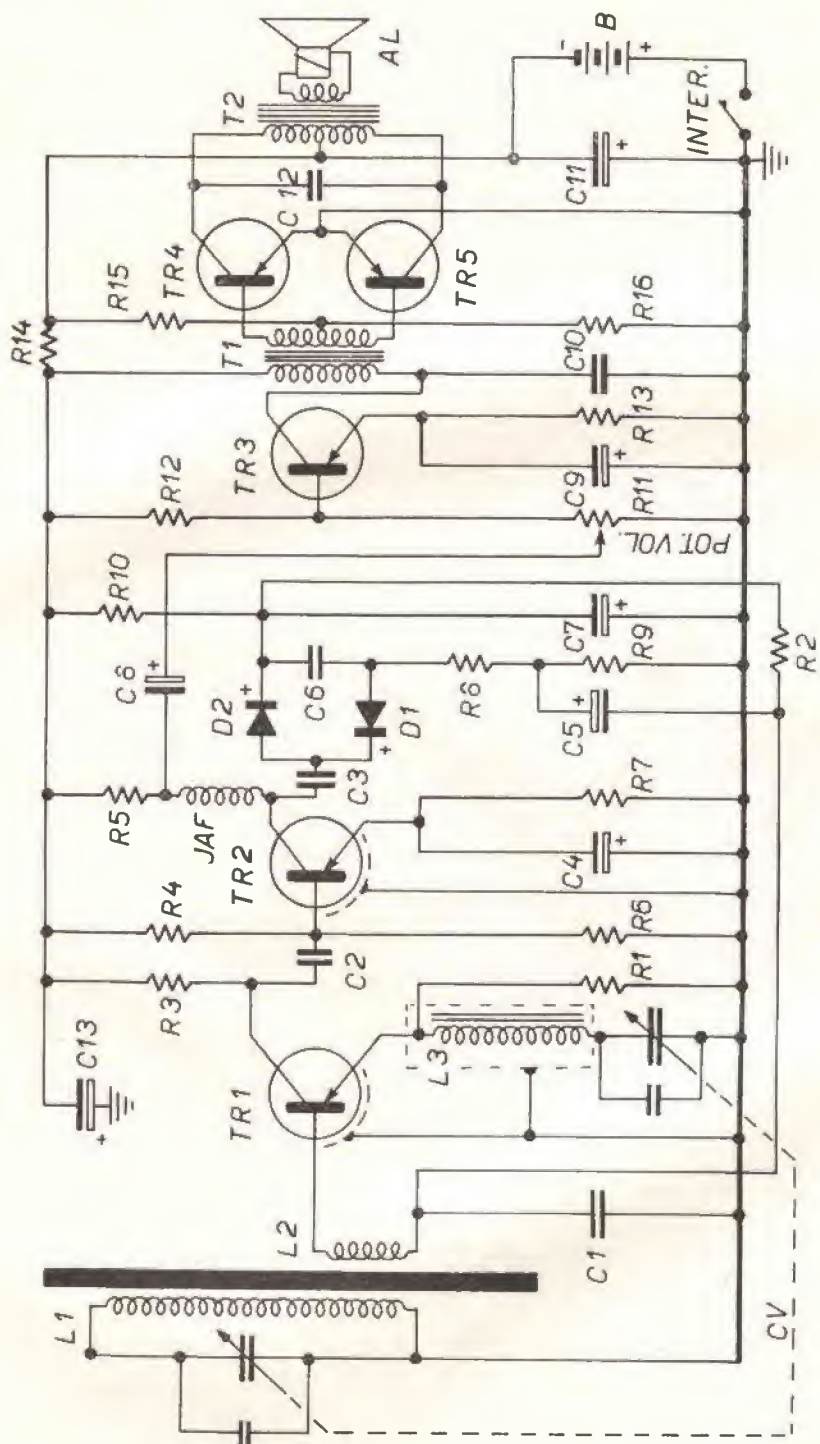 L1
L2
C1
CV
C13
+
TR1
L3
R1
R3
R4
C2
R6
TR2
JAF
R5
C3
C4
+
R7
C8
+
D2
+
D1
+
C6
R8
C5
+
R9
C7
+
R2
R10
R12
TR3
POT.VOL.
R11
C9
+
R13
C10
T1
R14
R15
R16
TR4
TR5
C12
T2
AL
C11
+
B
-
+
INTER.